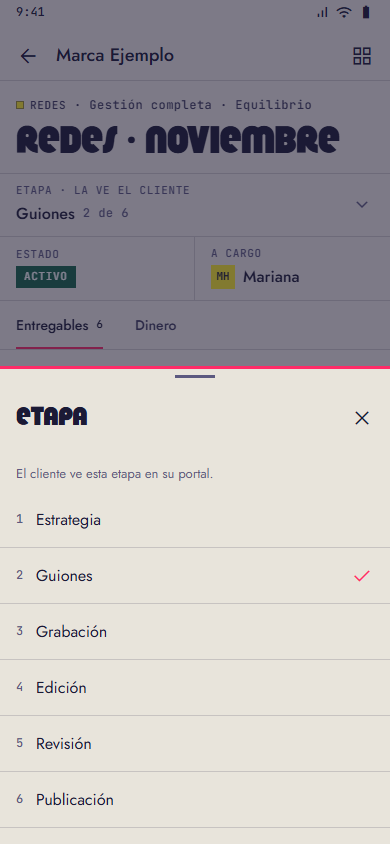 9:41
Marca Ejemplo
REDES · Gestión completa · Equilibrio
Redes · noviembre
ETAPA · LA VE EL CLIENTE
Guiones 2 de 6
ESTADO
ACTIVO
A CARGO
MH Mariana
Entregables 6
Dinero
etapa
El cliente ve esta etapa en su portal.
1 Estrategia
2 Guiones
3 Grabación
4 Edición
5 Revisión
6 Publicación